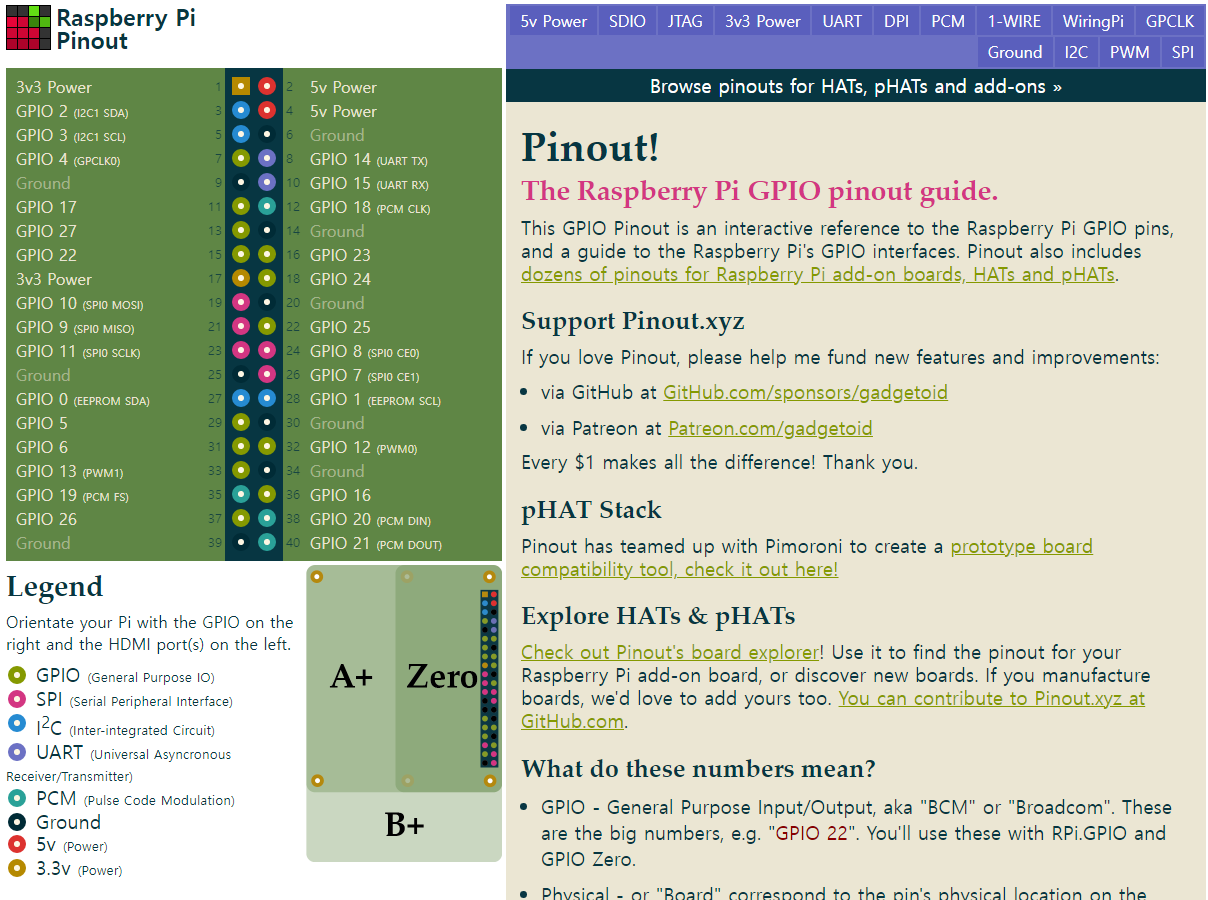 Raspberry Pi
Pinout
5v Power SDIO JTAG 3v3 Power UART DPI PCM 1-WIRE WiringPi GPCLK
Ground I2C PWM SPI
Browse pinouts for HATs, pHATs and add-ons »
3v3 Power 1 2 5v Power
GPIO 2 (I2C1 SDA) 3 4 5v Power
GPIO 3 (I2C1 SCL) 5 6 Ground
GPIO 4 (GPCLK0) 7 8 GPIO 14 (UART TX)
Ground 9 10 GPIO 15 (UART RX)
GPIO 17 11 12 GPIO 18 (PCM CLK)
GPIO 27 13 14 Ground
GPIO 22 15 16 GPIO 23
3v3 Power 17 18 GPIO 24
GPIO 10 (SPI0 MOSI) 19 20 Ground
GPIO 9 (SPI0 MISO) 21 22 GPIO 25
GPIO 11 (SPI0 SCLK) 23 24 GPIO 8 (SPI0 CE0)
Ground 25 26 GPIO 7 (SPI0 CE1)
GPIO 0 (EEPROM SDA) 27 28 GPIO 1 (EEPROM SCL)
GPIO 5 29 30 Ground
GPIO 6 31 32 GPIO 12 (PWM0)
GPIO 13 (PWM1) 33 34 Ground
GPIO 19 (PCM FS) 35 36 GPIO 16
GPIO 26 37 38 GPIO 20 (PCM DIN)
Ground 39 40 GPIO 21 (PCM DOUT)
Legend
Orientate your Pi with the GPIO on the
right and the HDMI port(s) on the left.
GPIO (General Purpose IO)
SPI (Serial Peripheral Interface)
I2C (Inter-integrated Circuit)
UART (Universal Asyncronous
Receiver/Transmitter)
PCM (Pulse Code Modulation)
Ground
5v (Power)
3.3v (Power)
A+ Zero
B+
Pinout!
The Raspberry Pi GPIO pinout guide.
This GPIO Pinout is an interactive reference to the Raspberry Pi GPIO pins,
and a guide to the Raspberry Pi's GPIO interfaces. Pinout also includes
dozens of pinouts for Raspberry Pi add-on boards, HATs and pHATs.
Support Pinout.xyz
If you love Pinout, please help me fund new features and improvements:
• via GitHub at GitHub.com/sponsors/gadgetoid
• via Patreon at Patreon.com/gadgetoid
Every $1 makes all the difference! Thank you.
pHAT Stack
Pinout has teamed up with Pimoroni to create a prototype board
compatibility tool, check it out here!
Explore HATs & pHATs
Check out Pinout's board explorer! Use it to find the pinout for your
Raspberry Pi add-on board, or discover new boards. If you manufacture
boards, we'd love to add yours too. You can contribute to Pinout.xyz at
GitHub.com.
What do these numbers mean?
• GPIO - General Purpose Input/Output, aka "BCM" or "Broadcom". These
are the big numbers, e.g. "GPIO 22". You'll use these with RPi.GPIO and
GPIO Zero.
• Physical - or "Board" correspond to the pin's physical location on the